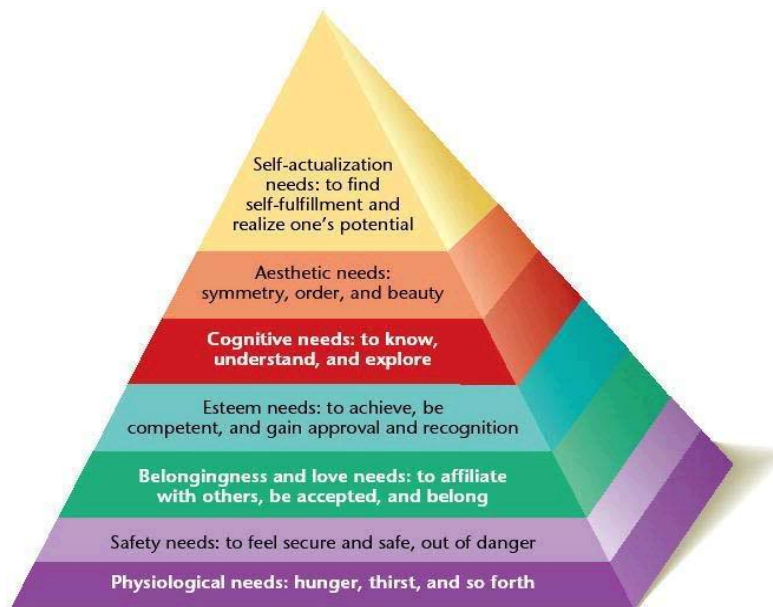 Self-actualization
needs: to find
self-fulfillment and
realize one's potential
Aesthetic needs:
symmetry, order, and beauty
Cognitive needs: to know,
understand, and explore
Esteem needs: to achieve, be
competent, and gain approval and recognition
Belongingness and love needs: to affiliate
with others, be accepted, and belong
Safety needs: to feel secure and safe, out of danger
Physiological needs: hunger, thirst, and so forth